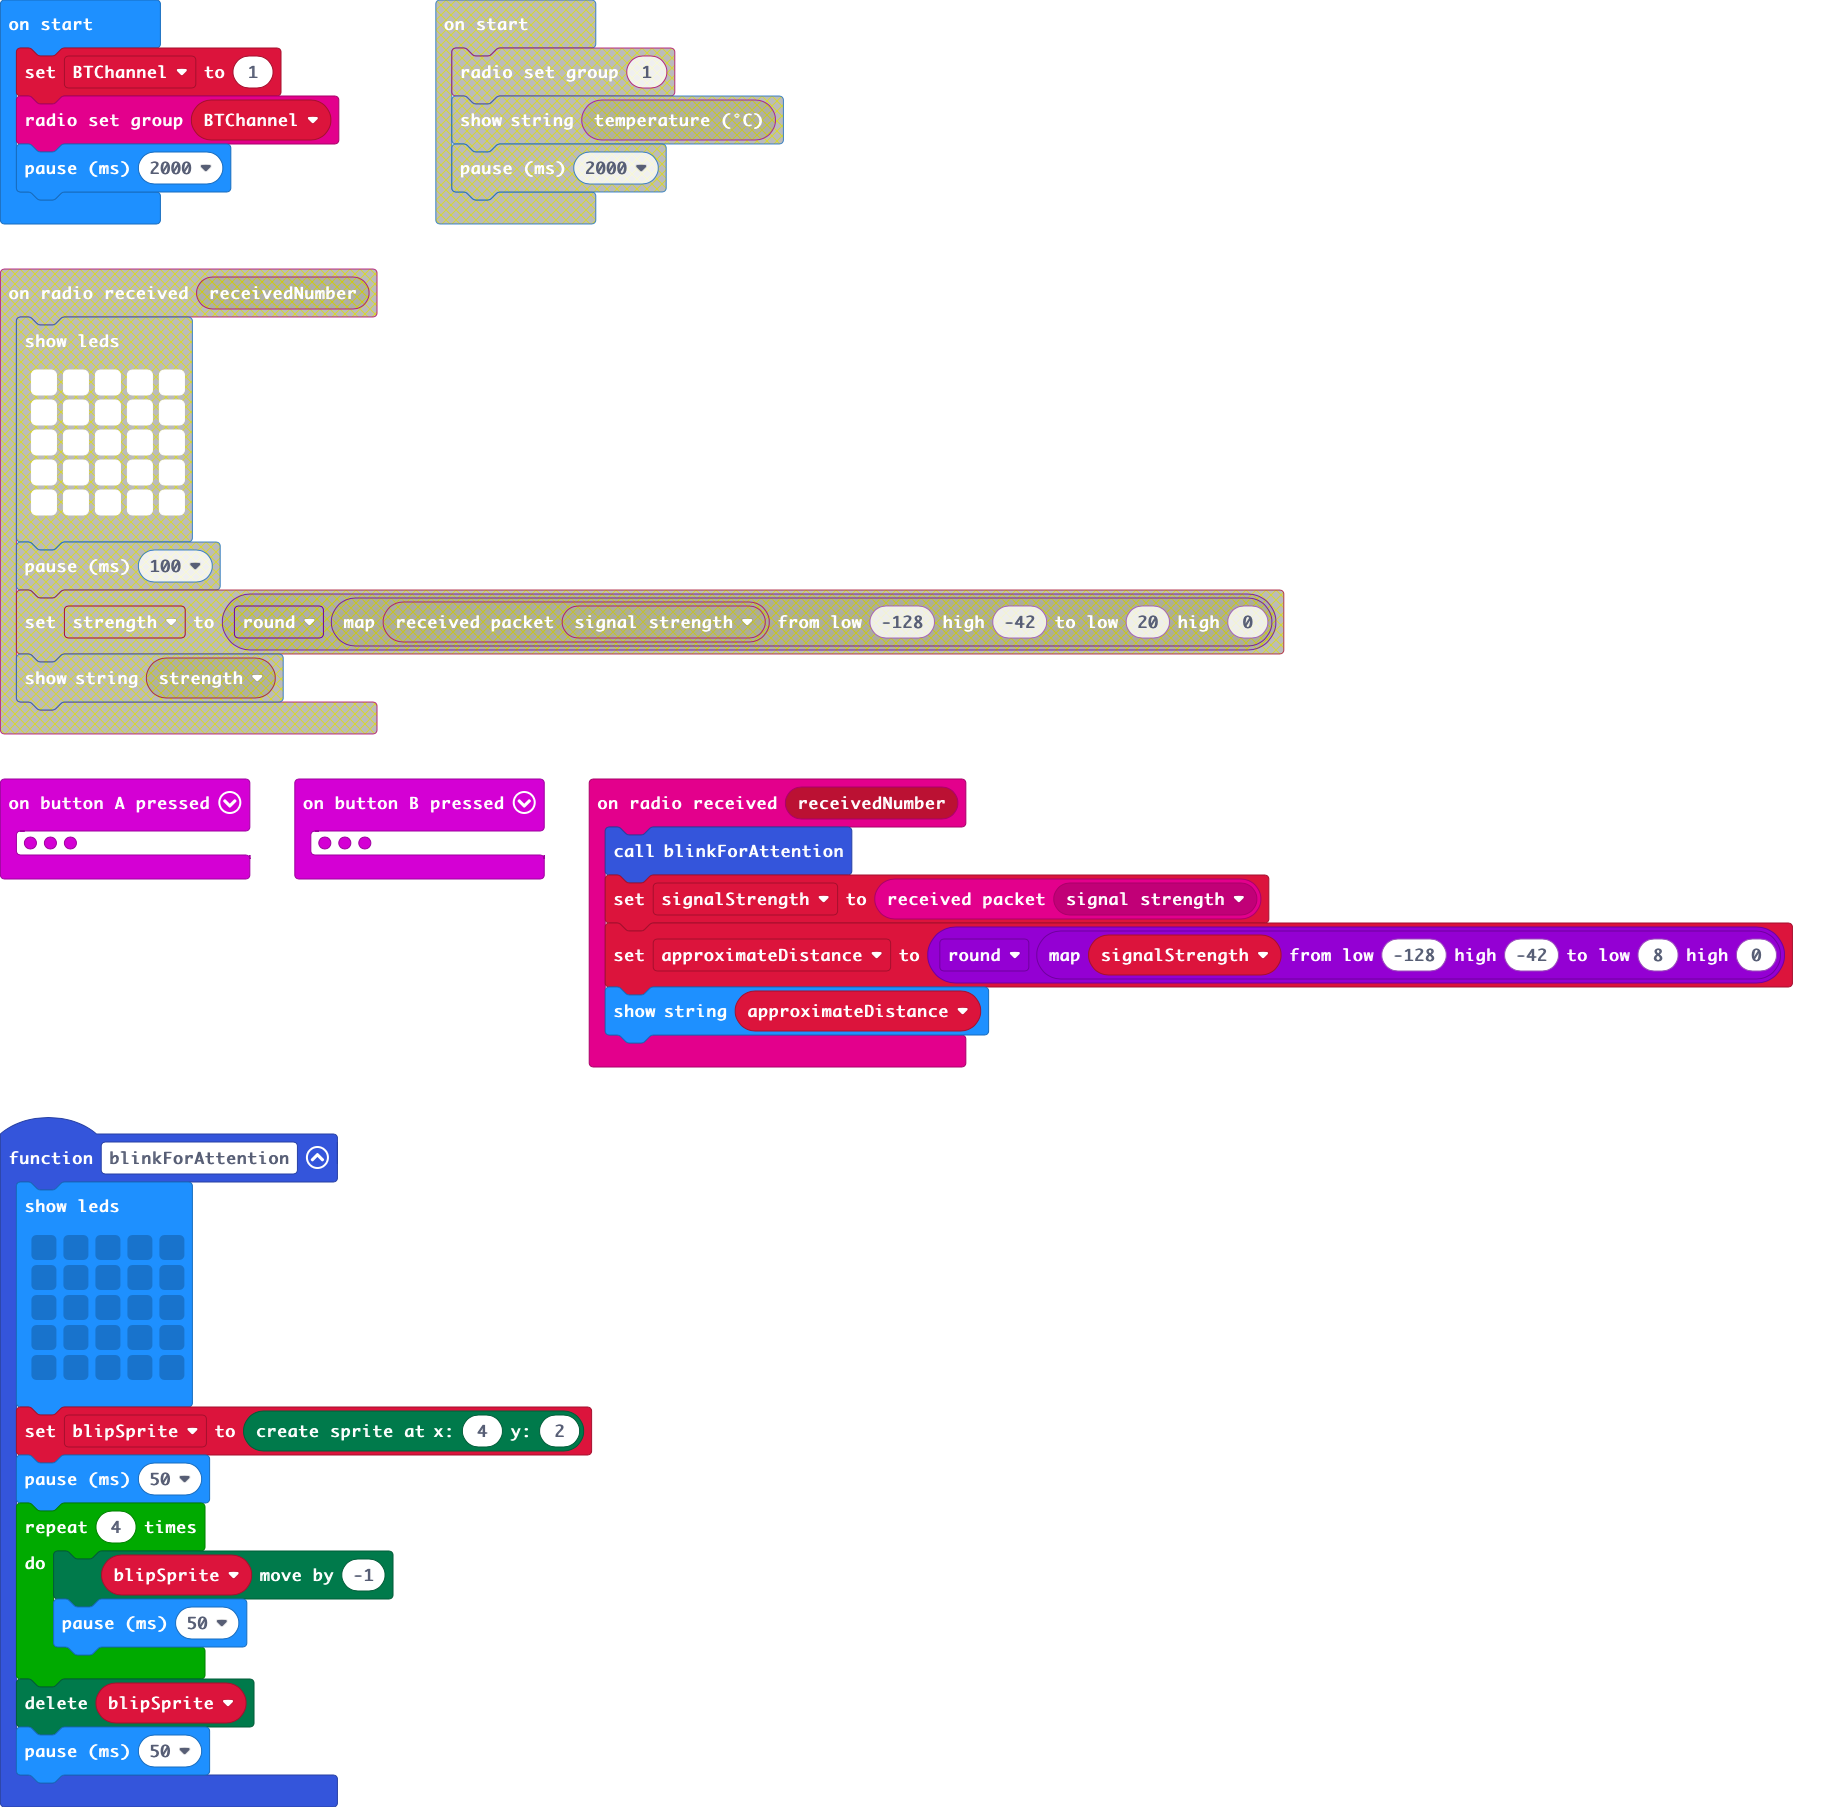 on start
set BTChannel to 1
radio set group BTChannel
pause (ms) 2000
on start
radio set group 1
show string temperature (°C)
pause (ms) 2000
on radio received receivedNumber
show leds
pause (ms) 100
set strength to round map received packet signal strength from low -128 high -42 to low 20 high 0
show string strength
on button A pressed
on button B pressed
on radio received receivedNumber
call blinkForAttention
set signalStrength to received packet signal strength
set approximateDistance to round map signalStrength from low -128 high -42 to low 8 high 0
show string approximateDistance
function blinkForAttention
show leds
set blipSprite to create sprite at x: 4 y: 2
pause (ms) 50
repeat 4 times
do
blipSprite move by -1
pause (ms) 50
delete blipSprite
pause (ms) 50